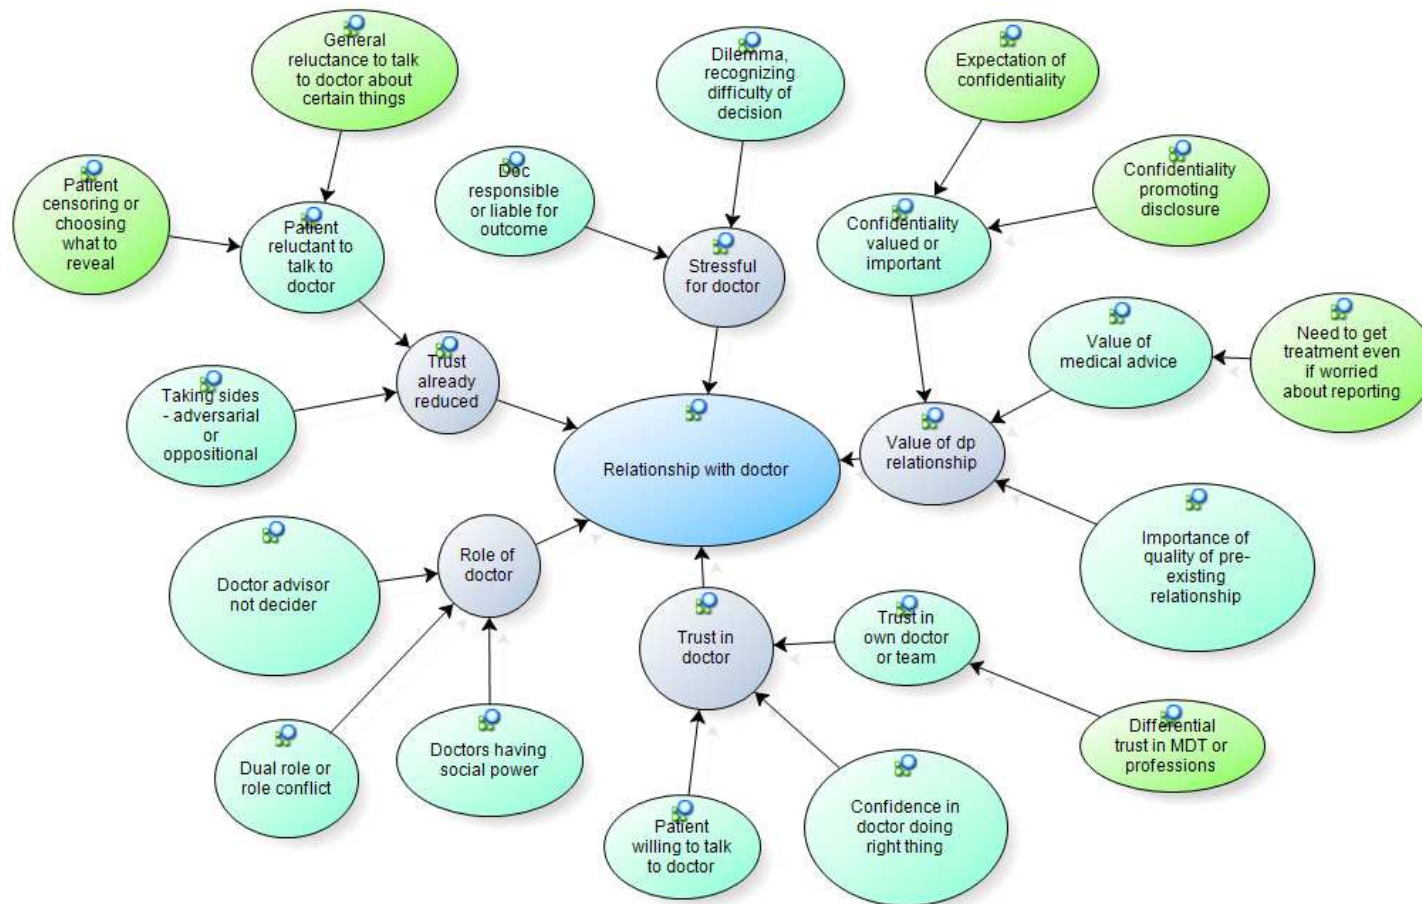 General
reluctance to talk
to doctor about
certain things
Dilemma,
recognizing
difficulty of
decision
Expectation of
confidentiality
Patient
censoring or
choosing
what to
reveal
Patient
reluctant to
talk to
doctor
Doc
responsible
or liable for
outcome
Stressful
for doctor
Confidentiality
valued or
important
Confidentiality
promoting
disclosure
Trust
already
reduced
Taking sides
- adversarial
or
oppositional
Value of
medical advice
Need to get
treatment even
if worried
about reporting
Relationship with doctor
Value of dp
relationship
Doctor advisor
not decider
Role of
doctor
Importance of
quality of pre-
existing
relationship
Trust in
doctor
Trust in
own doctor
or team
Dual role or
role conflict
Doctors having
social power
Differential
trust in MDT or
professions
Patient
willing to talk
to doctor
Confidence in
doctor doing
right thing